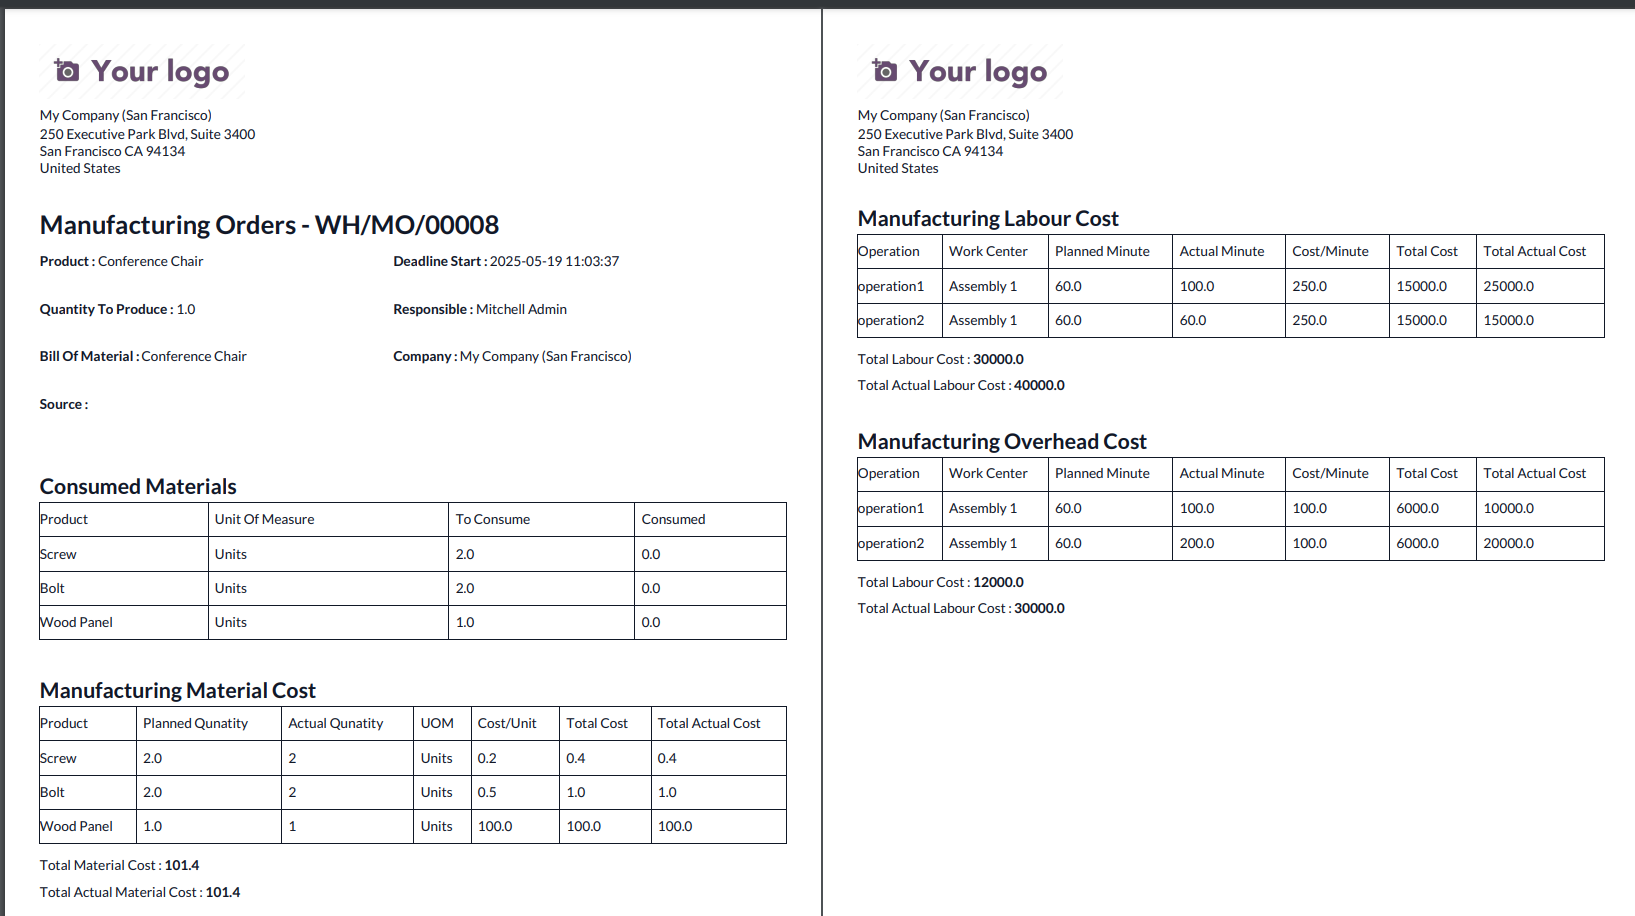 Your logo
My Company (San Francisco)
250 Executive Park Blvd, Suite 3400
San Francisco CA 94134
United States
Manufacturing Orders - WH/MO/00008
Product : Conference Chair Deadline Start : 2025-05-19 11:03:37
Quantity To Produce : 1.0 Responsible : Mitchell Admin
Bill Of Material : Conference Chair Company : My Company (San Francisco)
Source :
Consumed Materials
Product Unit Of Measure To Consume Consumed
Screw Units 2.0 0.0
Bolt Units 2.0 0.0
Wood Panel Units 1.0 0.0
Manufacturing Material Cost
Product Planned Qunatity Actual Qunatity UOM Cost/Unit Total Cost Total Actual Cost
Screw 2.0 2 Units 0.2 0.4 0.4
Bolt 2.0 2 Units 0.5 1.0 1.0
Wood Panel 1.0 1 Units 100.0 100.0 100.0
Total Material Cost : 101.4
Total Actual Material Cost : 101.4
Your logo
My Company (San Francisco)
250 Executive Park Blvd, Suite 3400
San Francisco CA 94134
United States
Manufacturing Labour Cost
Operation Work Center Planned Minute Actual Minute Cost/Minute Total Cost Total Actual Cost
operation1 Assembly 1 60.0 100.0 250.0 15000.0 25000.0
operation2 Assembly 1 60.0 60.0 250.0 15000.0 15000.0
Total Labour Cost : 30000.0
Total Actual Labour Cost : 40000.0
Manufacturing Overhead Cost
Operation Work Center Planned Minute Actual Minute Cost/Minute Total Cost Total Actual Cost
operation1 Assembly 1 60.0 100.0 100.0 6000.0 10000.0
operation2 Assembly 1 60.0 200.0 100.0 6000.0 20000.0
Total Labour Cost : 12000.0
Total Actual Labour Cost : 30000.0